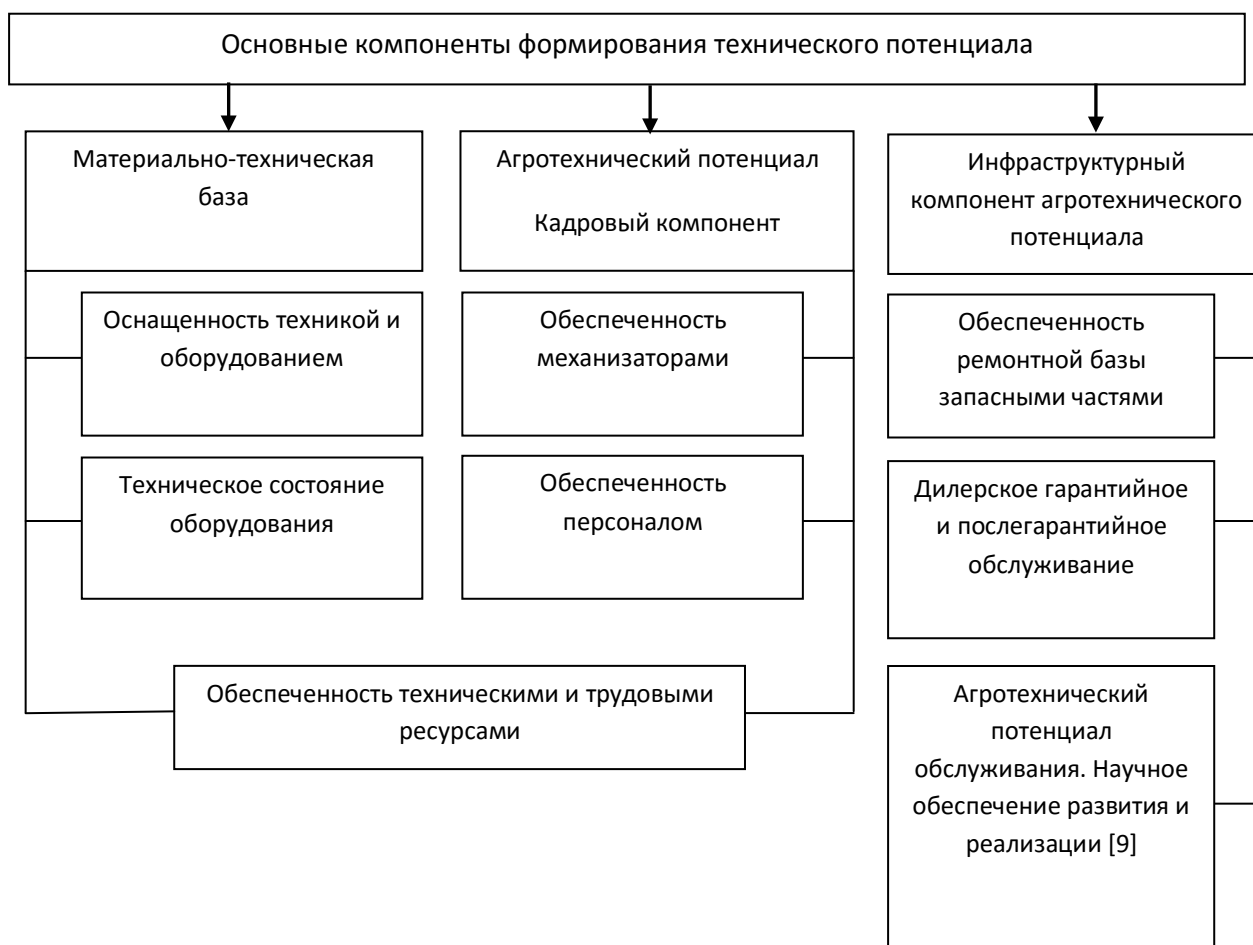 Основные компоненты формирования технического потенциала
Материально-техническая
база
Агротехнический потенциал
Кадровый компонент
Инфраструктурный
компонент агротехнического
потенциала
Оснащенность техникой и
оборудованием
Обеспеченность
механизаторами
Обеспеченность
ремонтной базы
запасными частями
Техническое состояние
оборудования
Обеспеченность
персоналом
Дилерское гарантийное
и послегарантийное
обслуживание
Обеспеченность техническими и трудовыми
ресурсами
Агротехнический
потенциал
обслуживания. Научное
обеспечение развития и
реализации [9]